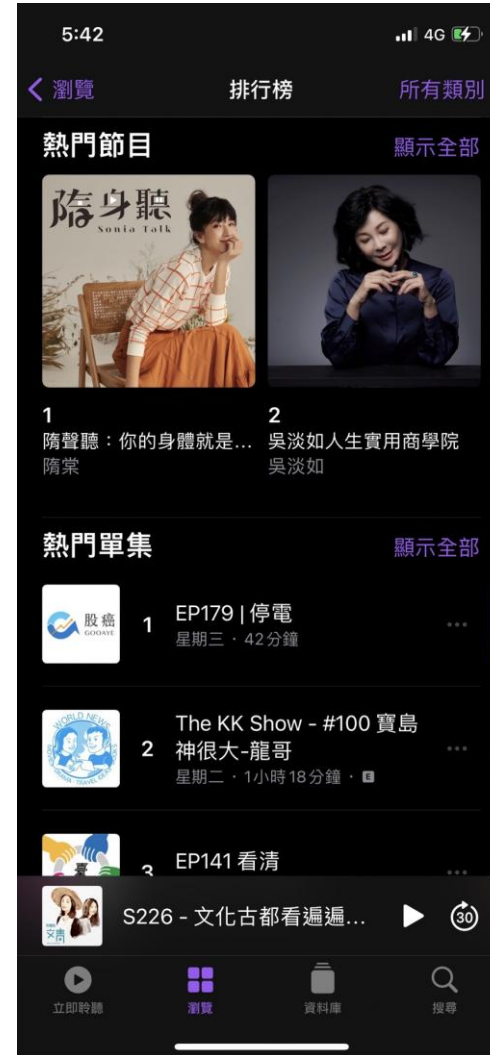 5:42
4G
瀏覽
排行榜
所有類別
熱門節目
顯示全部
隋身聽
Sonia Talk
1
隋聲聽：你的身體就是...
隋棠
2
吳淡如人生實用商學院
吳淡如
熱門單集
顯示全部
股癌
GOOAYE
1
EP179 | 停電
星期三・42分鐘
WORLD NEWS
2
The KK Show - #100 寶島
神很大-龍哥
星期二・1小時18分鐘・E
3
EP141 看清
文青
S226 - 文化古都看遍遍...
30
立即聆聽
瀏覽
資料庫
搜尋